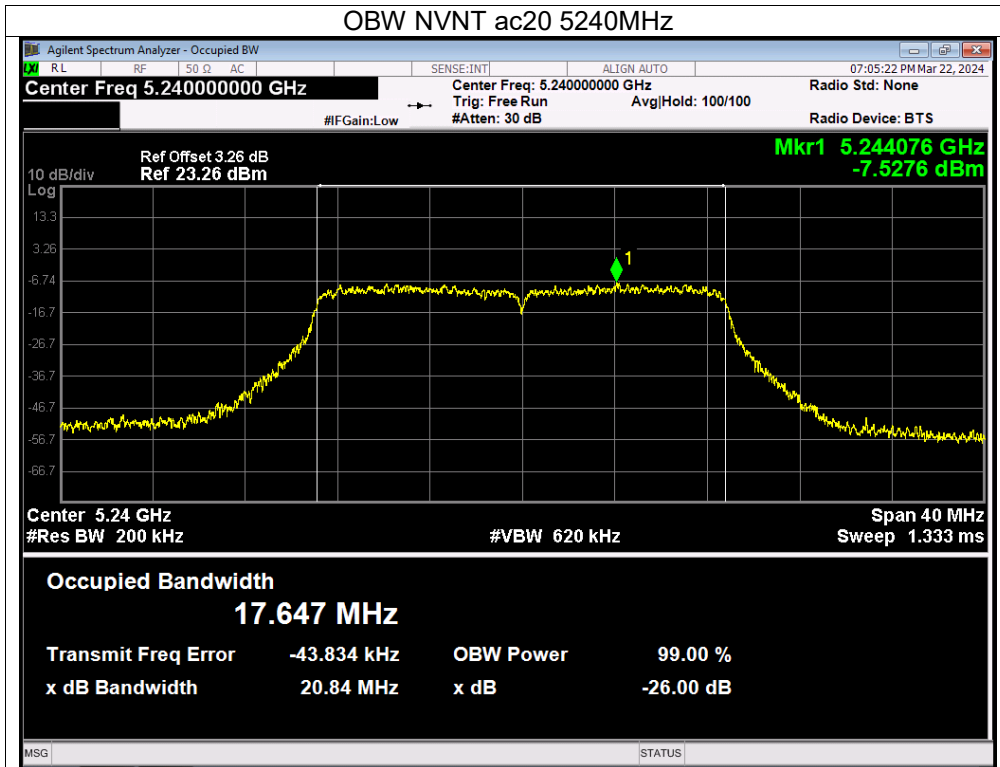 OBW NVNT ac20 5240MHz
Agilent Spectrum Analyzer - Occupied BW
LXI RL RF 50 Ω AC SENSE:INT ALIGN AUTO 07:05:22 PM Mar 22, 2024
Center Freq 5.240000000 GHz Center Freq: 5.240000000 GHz Radio Std: None
Trig: Free Run Avg|Hold: 100/100
#IFGain:Low #Atten: 30 dB Radio Device: BTS
Ref Offset 3.26 dB Mkr1 5.244076 GHz
10 dB/div Ref 23.26 dBm -7.5276 dBm
Log
13.3
3.26
1
-6.74
-16.7
-26.7
-36.7
-46.7
-56.7
-66.7
Center 5.24 GHz Span 40 MHz
#Res BW 200 kHz #VBW 620 kHz Sweep 1.333 ms
Occupied Bandwidth
17.647 MHz
Transmit Freq Error -43.834 kHz OBW Power 99.00 %
x dB Bandwidth 20.84 MHz x dB -26.00 dB
MSG STATUS